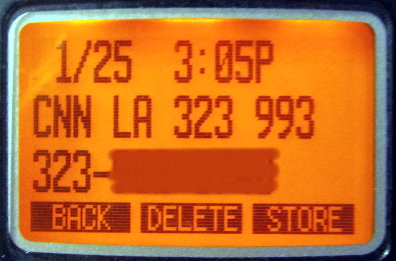 1/25 3:05P
CNN LA 323 993
323-
BACK DELETE STORE